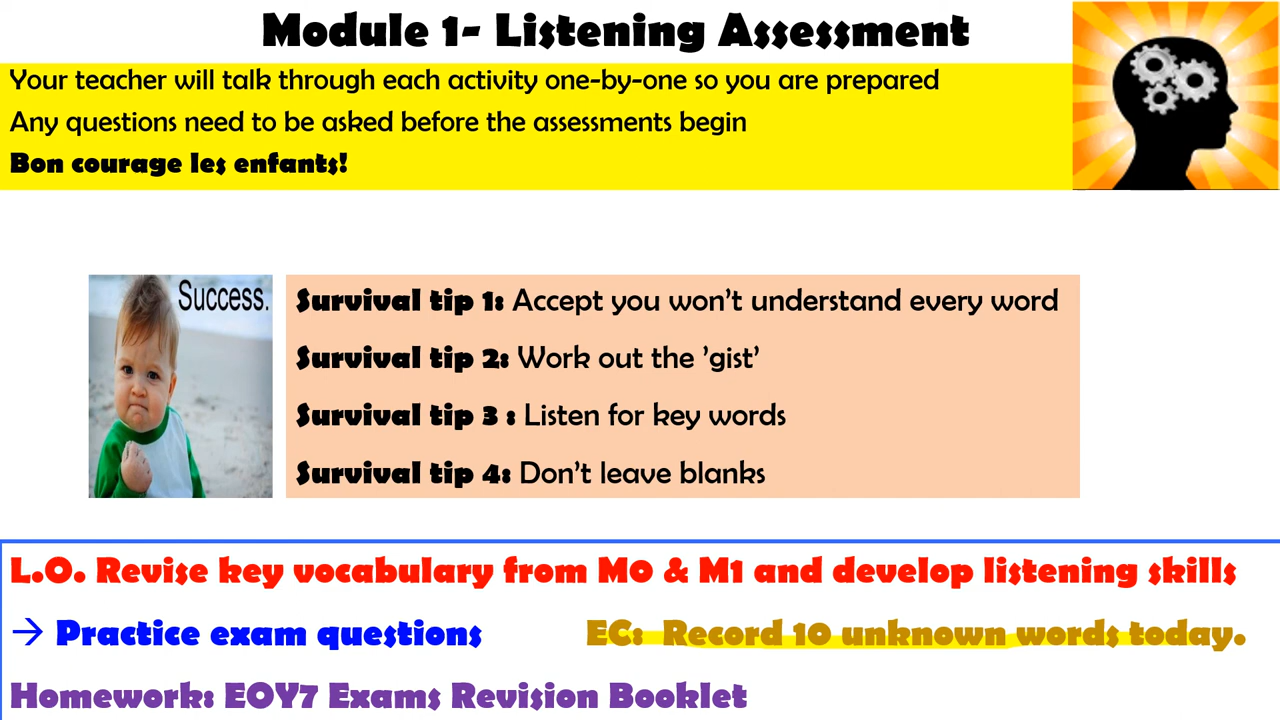 Module 1- Listening Assessment
Your teacher will talk through each activity one-by-one so you are prepared
Any questions need to be asked before the assessments begin
Bon courage les enfants!
Success.
Survival tip 1: Accept you won't understand every word
Survival tip 2: Work out the 'gist'
Survival tip 3 : Listen for key words
Survival tip 4: Don't leave blanks
L.O. Revise key vocabulary from M0 & M1 and develop listening skills
→ Practice exam questions EC: Record 10 unknown words today.
Homework: EOY7 Exams Revision Booklet